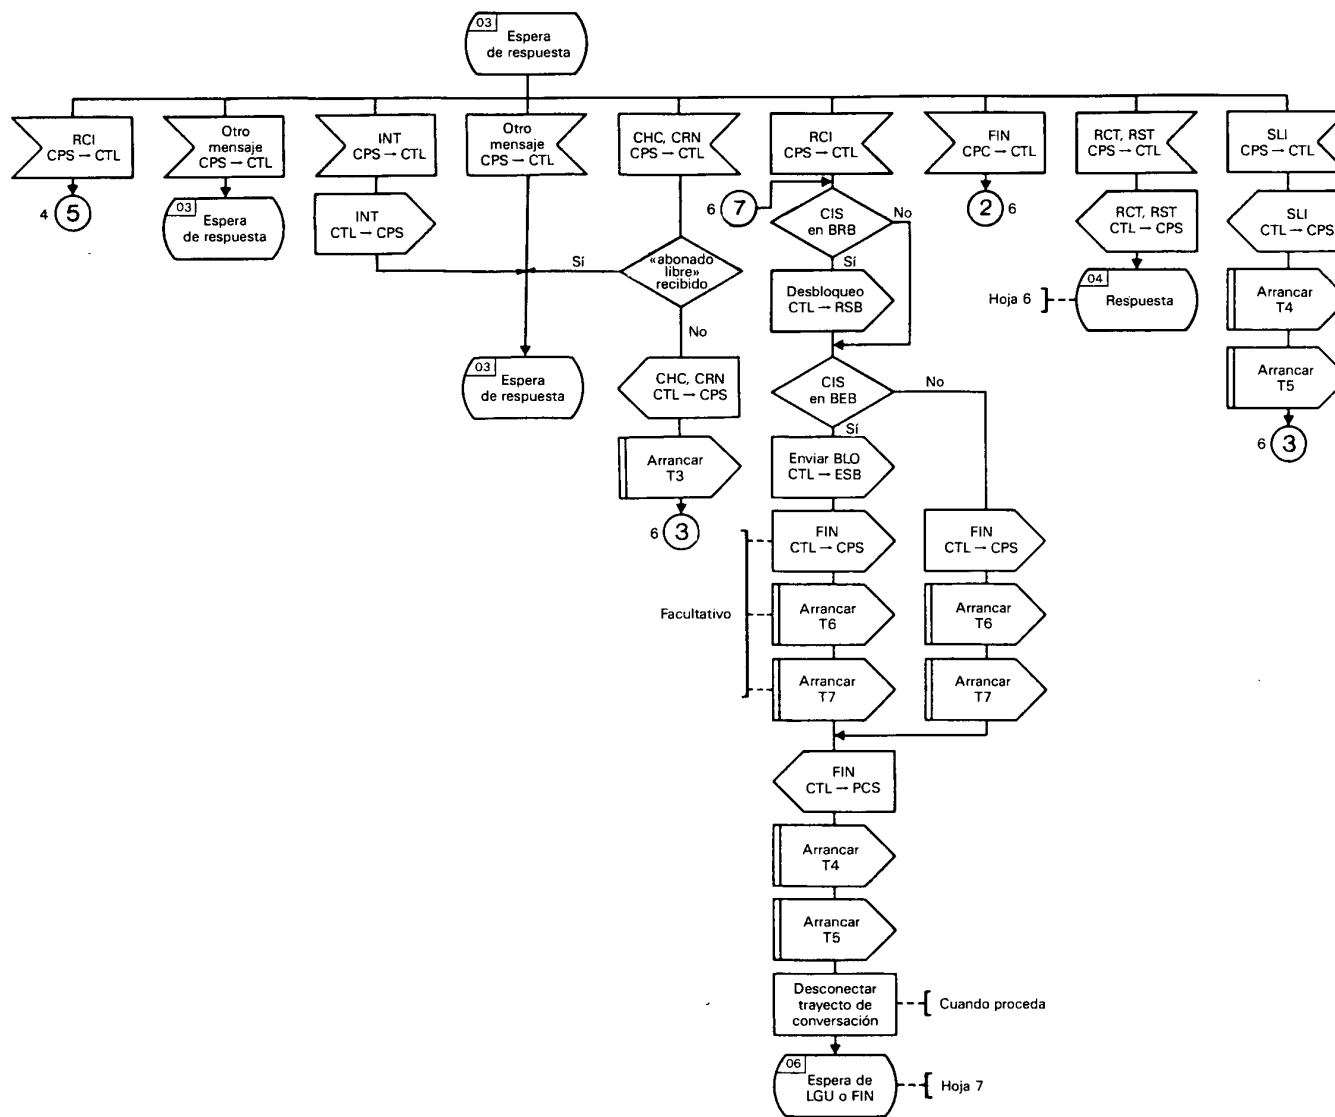 03
Espera
de respuesta
RCI
CPS → CTL
Otro
mensaje
CPS → CTL
INT
CPS → CTL
Otro
mensaje
CPS → CTL
CHC, CRN
CPS → CTL
RCI
CPS → CTL
FIN
CPC → CTL
RCT, RST
CPS → CTL
SLI
CPS → CTL
4
5
03
Espera
de respuesta
INT
CTL → CPS
6
7
CIS
en BRB
No
Sí
2
6
RCT, RST
CTL → CPS
SLI
CTL → CPS
Sí
«abonado
libre»
recibido
No
Desbloqueo
CTL → RSB
Hoja 6
04
Respuesta
Arrancar
T4
03
Espera
de respuesta
CHC, CRN
CTL → CPS
CIS
en BEB
No
Sí
Arrancar
T5
6
3
Arrancar
T3
Enviar BLO
CTL → ESB
6
3
FIN
CTL → CPS
FIN
CTL → CPS
Facultativo
Arrancar
T6
Arrancar
T6
Arrancar
T7
Arrancar
T7
FIN
CTL → PCS
Arrancar
T4
Arrancar
T5
Desconectar
trayecto de
conversación
Cuando proceda
06
Espera de
LGU o FIN
Hoja 7